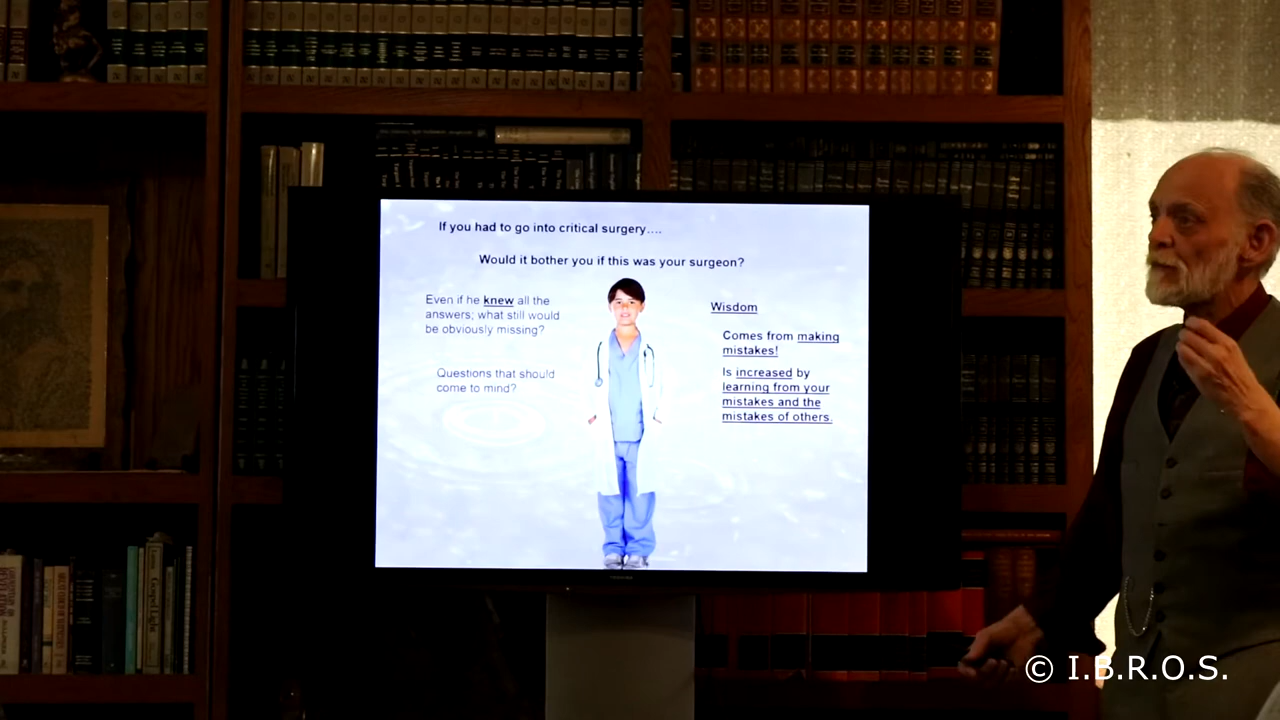 If you had to go into critical surgery….
Would it bother you if this was your surgeon?
Even if he knew all the
answers; what still would
be obviously missing?
Questions that should
come to mind?
Wisdom
Comes from making
mistakes!
Is increased by
learning from your
mistakes and the
mistakes of others.
TOSHIBA
© I.B.R.O.S.